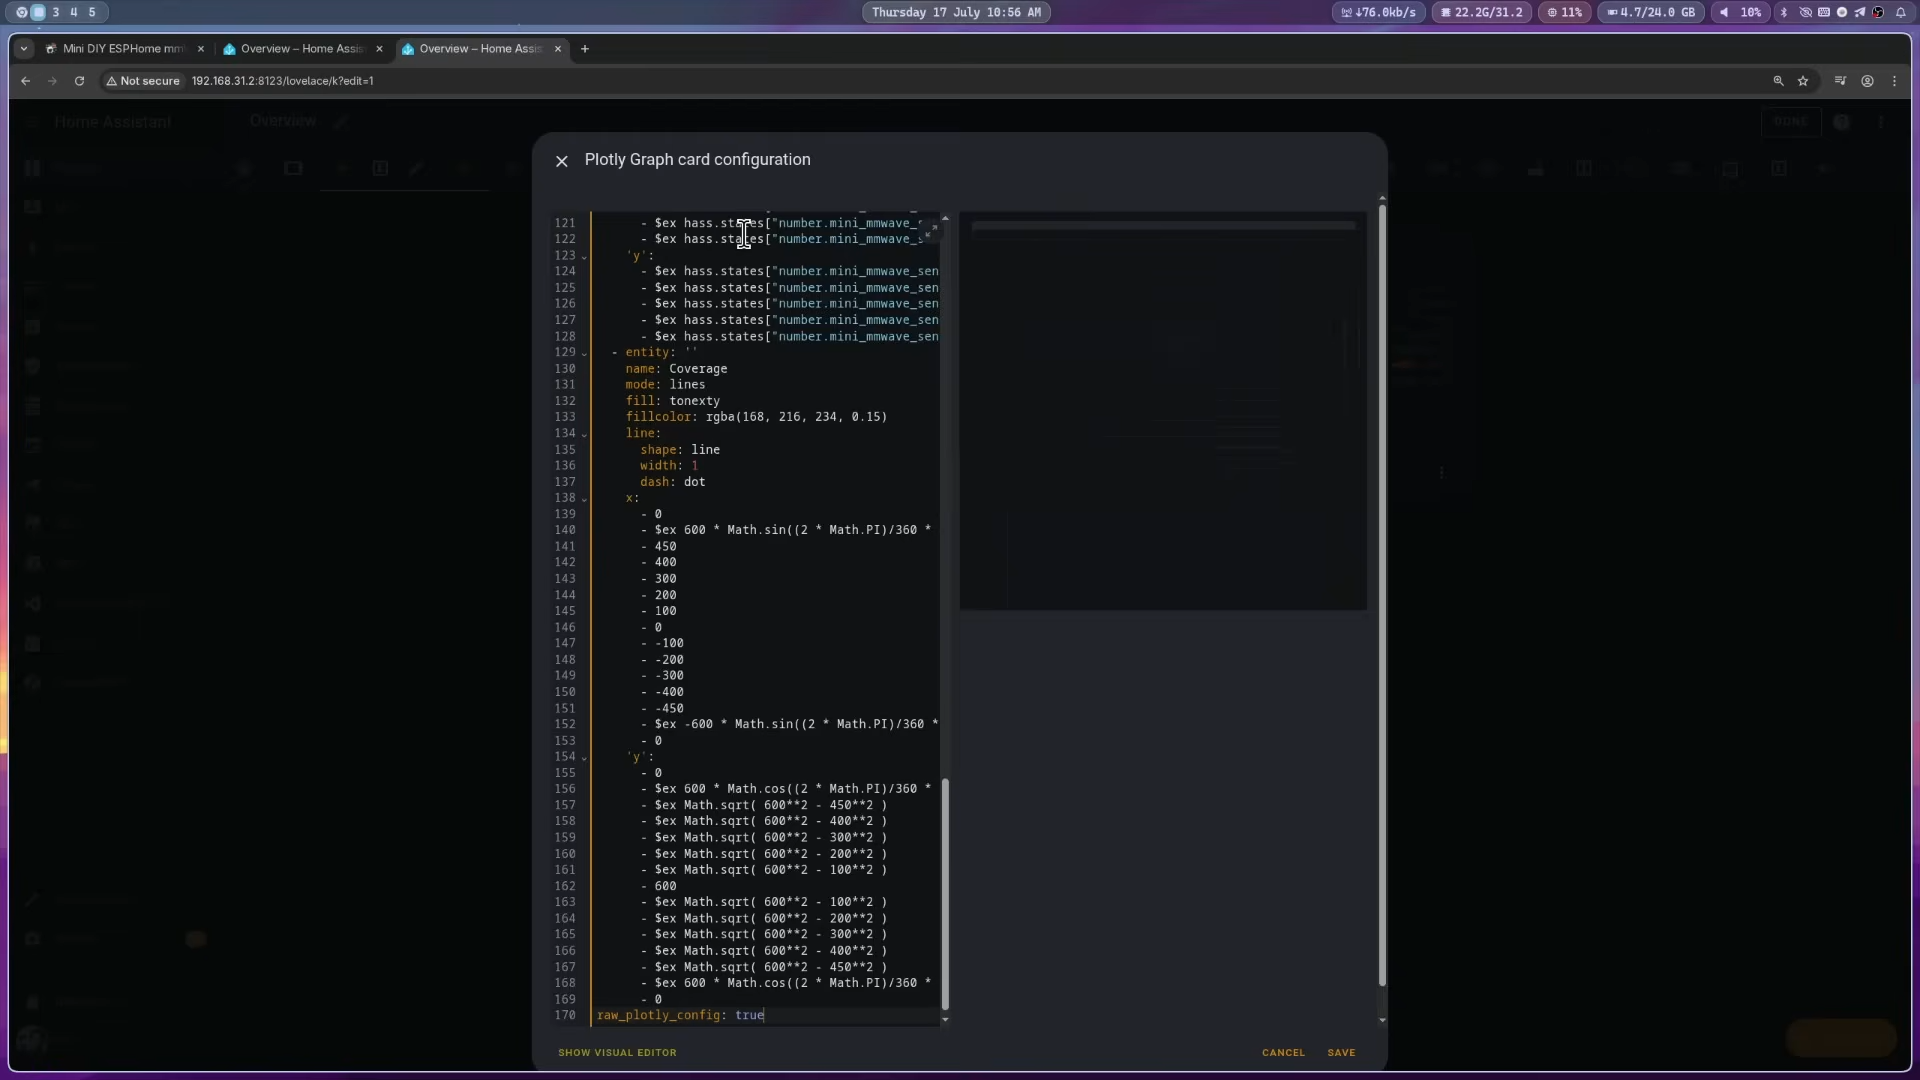 3 4 5
Thursday 17 July 10:56 AM
↓76.0kb/s
22.2G/31.2
11%
4.7/24.0 GB
10%
Mini DIY ESPHome mm
Overview – Home Assis
Overview – Home Assis
Not secure
192.168.31.2:8123/lovelace/k?edit=1
Home Assistant
Overview
DONE
Plotly Graph card configuration
121 - $ex hass.states["number.mini_mmwave_s
122 - $ex hass.states["number.mini_mmwave_s
123 'y':
124 - $ex hass.states["number.mini_mmwave_sen
125 - $ex hass.states["number.mini_mmwave_sen
126 - $ex hass.states["number.mini_mmwave_sen
127 - $ex hass.states["number.mini_mmwave_sen
128 - $ex hass.states["number.mini_mmwave_sen
129 - entity: ''
130 name: Coverage
131 mode: lines
132 fill: tonexty
133 fillcolor: rgba(168, 216, 234, 0.15)
134 line:
135 shape: line
136 width: 1
137 dash: dot
138 x:
139 - 0
140 - $ex 600 * Math.sin((2 * Math.PI)/360 *
141 - 450
142 - 400
143 - 300
144 - 200
145 - 100
146 - 0
147 - -100
148 - -200
149 - -300
150 - -400
151 - -450
152 - $ex -600 * Math.sin((2 * Math.PI)/360 *
153 - 0
154 'y':
155 - 0
156 - $ex 600 * Math.cos((2 * Math.PI)/360 *
157 - $ex Math.sqrt( 600**2 - 450**2 )
158 - $ex Math.sqrt( 600**2 - 400**2 )
159 - $ex Math.sqrt( 600**2 - 300**2 )
160 - $ex Math.sqrt( 600**2 - 200**2 )
161 - $ex Math.sqrt( 600**2 - 100**2 )
162 - 600
163 - $ex Math.sqrt( 600**2 - 100**2 )
164 - $ex Math.sqrt( 600**2 - 200**2 )
165 - $ex Math.sqrt( 600**2 - 300**2 )
166 - $ex Math.sqrt( 600**2 - 400**2 )
167 - $ex Math.sqrt( 600**2 - 450**2 )
168 - $ex 600 * Math.cos((2 * Math.PI)/360 *
169 - 0
170 raw_plotly_config: true
SHOW VISUAL EDITOR
CANCEL
SAVE